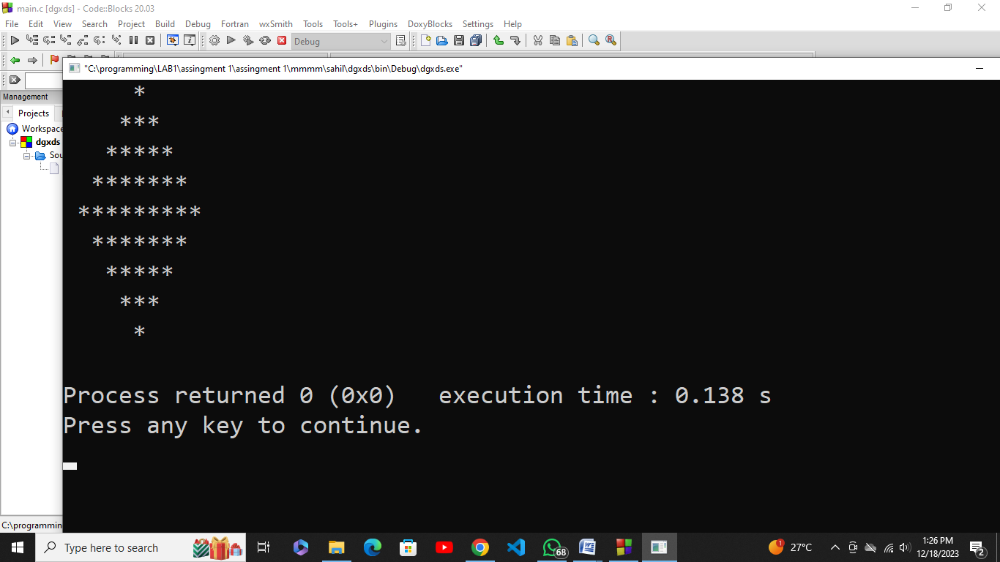 main.c [dgxds] - Code::Blocks 20.03
File Edit View Search Project Build Debug Fortran wxSmith Tools Tools+ Plugins DoxyBlocks Settings Help
Debug
"C:\programming\LAB1\assingment 1\assingment 1\mmmm\sahil\dgxds\bin\Debug\dgxds.exe"
Management
Projects
Workspace
dgxds
Sou
*
***
*****
*******
*********
*******
*****
***
*
Process returned 0 (0x0)   execution time : 0.138 s
Press any key to continue.
C:\programmin
Type here to search
68
1
27°C
1:26 PM
12/18/2023
2